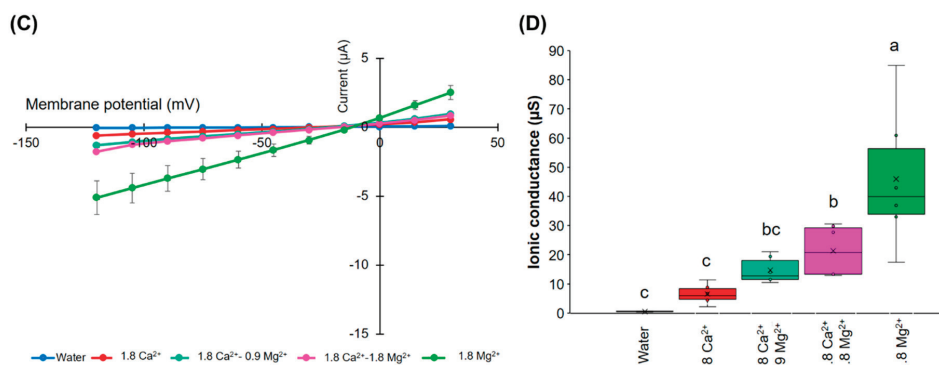 (C)
Current (μA)
Membrane potential (mV)
5
0
-5
-10
-15
-150
-100
-50
0
50
Water 1.8 Ca²⁺ 1.8 Ca²⁺- 0.9 Mg²⁺ 1.8 Ca²⁺-1.8 Mg²⁺ 1.8 Mg²⁺
(D)
Ionic conductance (μS)
90
80
70
60
50
40
30
20
10
0
c
c
bc
b
a
Water
8 Ca²⁺
8 Ca²⁺
9 Mg²⁺
.8 Ca²⁺
.8 Mg²⁺
.8 Mg²⁺